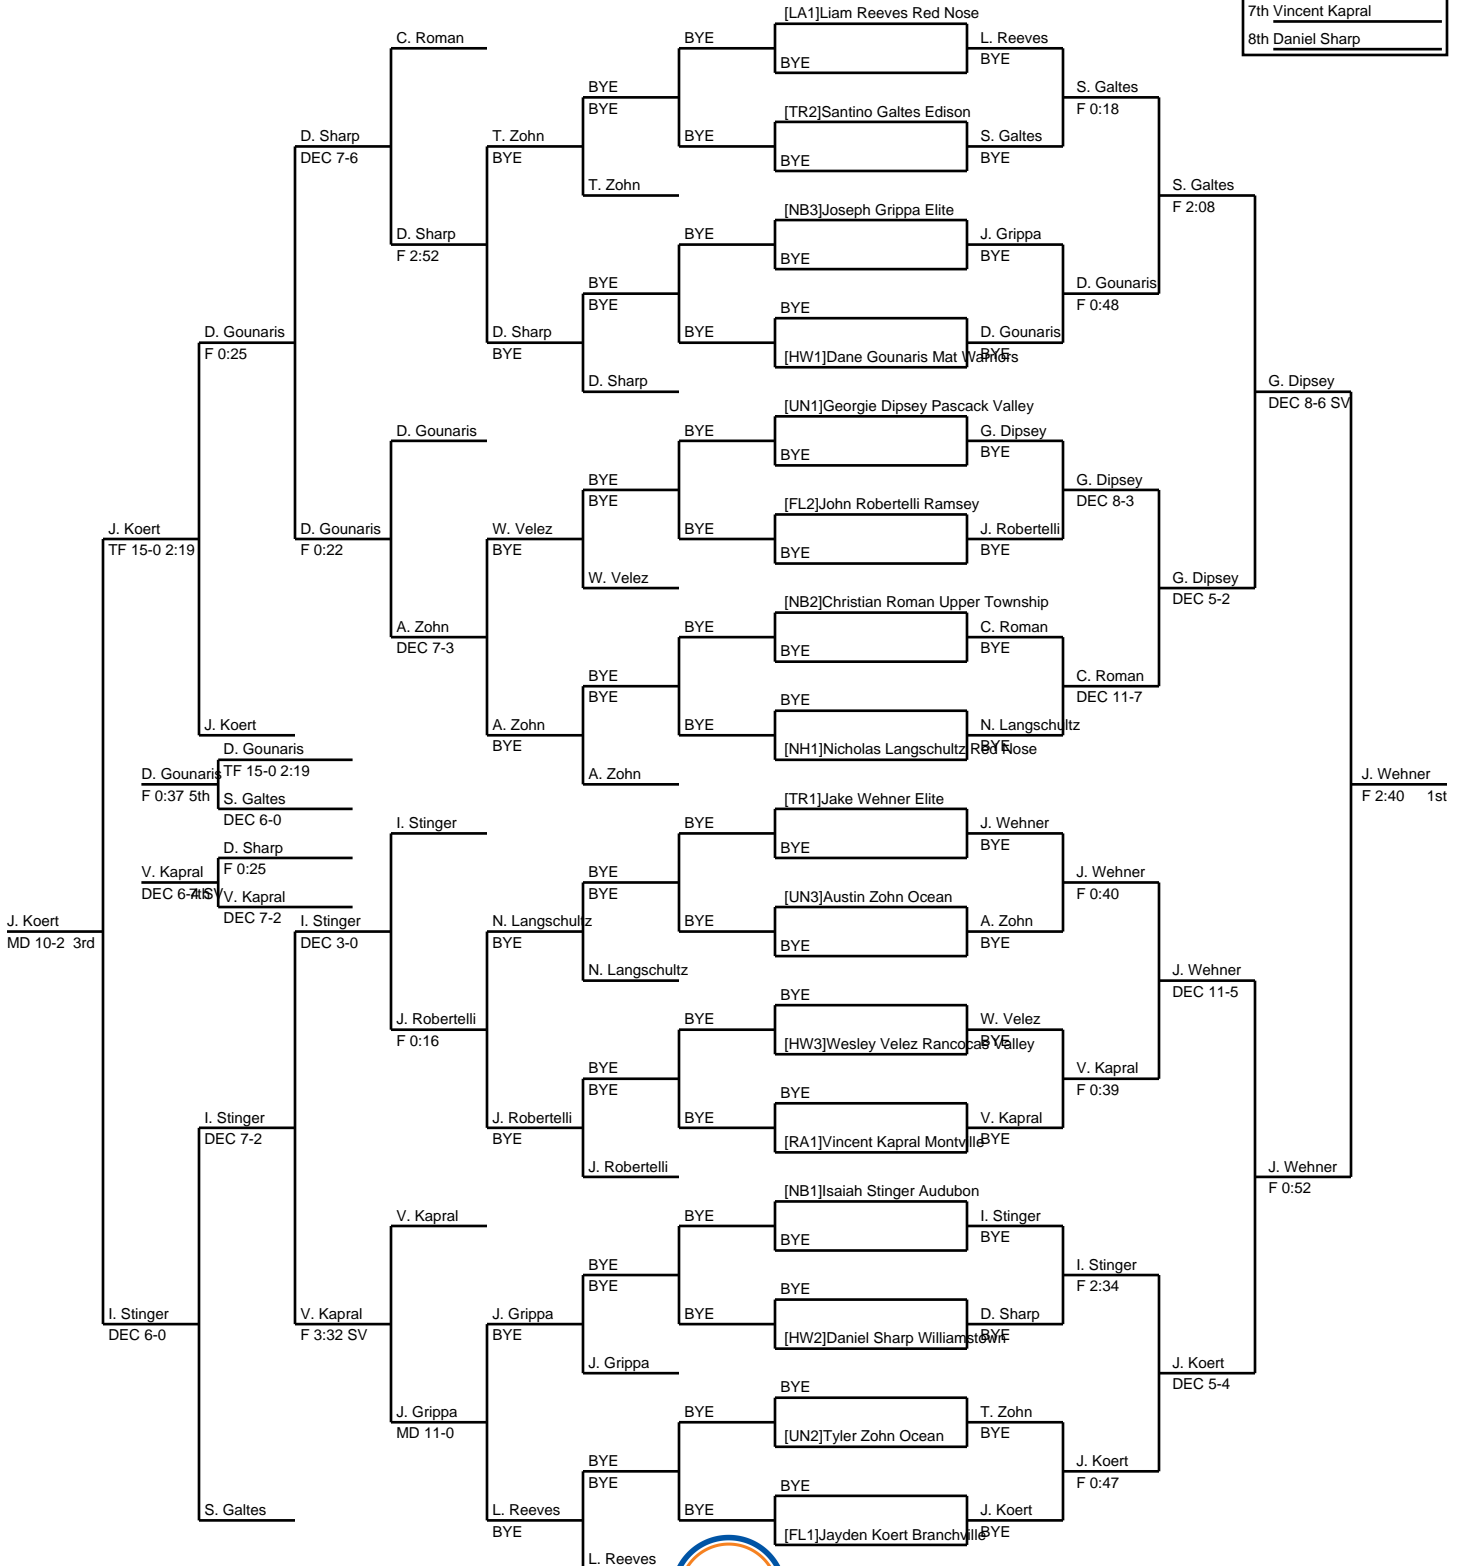 7th Vincent Kapral
8th Daniel Sharp
[LA1]Liam Reeves Red Nose
C. Roman
BYE
L. Reeves
BYE
BYE
BYE
S. Galtes
BYE
F 0:18
[TR2]Santino Galtes Edison
D. Sharp
T. Zohn
BYE
S. Galtes
DEC 7-6
BYE
BYE
BYE
T. Zohn
S. Galtes
F 2:08
[NB3]Joseph Grippa Elite
D. Sharp
BYE
J. Grippa
F 2:52
BYE
BYE
BYE
D. Gounaris
BYE
F 0:48
BYE
D. Gounaris
D. Sharp
BYE
D. Gounaris
F 0:25
BYE
[HW1]Dane Gounaris Mat Warriors
BYE
D. Sharp
G. Dipsey
DEC 8-6 SV
[UN1]Georgie Dipsey Pascack Valley
D. Gounaris
BYE
G. Dipsey
BYE
BYE
BYE
G. Dipsey
BYE
DEC 8-3
[FL2]John Robertelli Ramsey
J. Koert
D. Gounaris
W. Velez
BYE
J. Robertelli
TF 15-0 2:19
F 0:22
BYE
BYE
BYE
W. Velez
G. Dipsey
DEC 5-2
[NB2]Christian Roman Upper Township
A. Zohn
BYE
C. Roman
DEC 7-3
BYE
BYE
BYE
C. Roman
BYE
DEC 11-7
BYE
J. Koert
A. Zohn
BYE
N. Langschultz
BYE
[NH1]Nicholas Langschultz Red Nose
BYE
D. Gounaris
TF 15-0 2:19
D. Gounaris
A. Zohn
J. Wehner
F 0:37 5th
F 2:40 1st
S. Galtes
[TR1]Jake Wehner Elite
DEC 6-0
I. Stinger
BYE
J. Wehner
D. Sharp
BYE
BYE
F 0:25
V. Kapral
BYE
J. Wehner
DEC 6-4 SV
7th
BYE
F 0:40
V. Kapral
[UN3]Austin Zohn Ocean
DEC 7-2
J. Koert
I. Stinger
N. Langschultz
BYE
A. Zohn
MD 10-2 3rd
DEC 3-0
BYE
BYE
BYE
N. Langschultz
J. Wehner
DEC 11-5
BYE
J. Robertelli
BYE
W. Velez
F 0:16
[HW3]Wesley Velez Rancocas Valley
BYE
BYE
V. Kapral
BYE
F 0:39
BYE
I. Stinger
J. Robertelli
BYE
V. Kapral
DEC 7-2
BYE
[RA1]Vincent Kapral Montville
BYE
J. Robertelli
J. Wehner
F 0:52
[NB1]Isaiah Stinger Audubon
V. Kapral
BYE
I. Stinger
BYE
BYE
BYE
I. Stinger
BYE
F 2:34
BYE
I. Stinger
V. Kapral
J. Grippa
BYE
D. Sharp
DEC 6-0
F 3:32 SV
BYE
[HW2]Daniel Sharp Williamstown
BYE
J. Grippa
J. Koert
DEC 5-4
BYE
J. Grippa
BYE
T. Zohn
MD 11-0
[UN2]Tyler Zohn Ocean
BYE
BYE
J. Koert
BYE
F 0:47
BYE
S. Galtes
L. Reeves
BYE
J. Koert
BYE
[FL1]Jayden Koert Branchville
BYE
L. Reeves